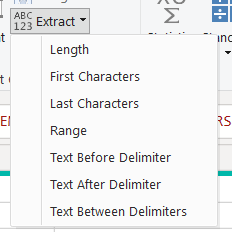 ABC
123 Extract
Length
First Characters
Last Characters
Range
Text Before Delimiter
Text After Delimiter
Text Between Delimiters